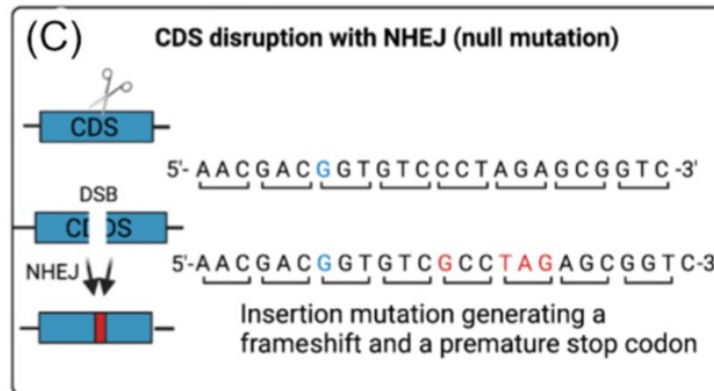 (C) CDS disruption with NHEJ (null mutation)
CDS
5'- A A C G A C G G T G T C C C T A G A G C G G T C -3'
DSB
NHEJ
5'- A A C G A C G G T G T C G C C T A G A G C G G T C-3
Insertion mutation generating a
frameshift and a premature stop codon